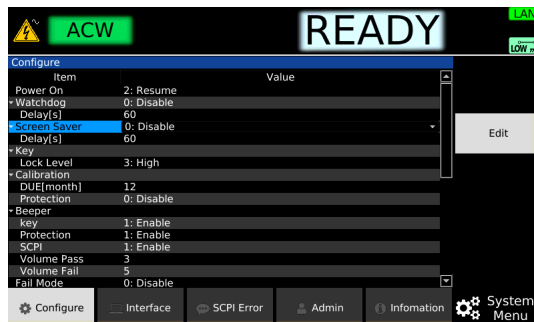 ACW
READY
LAN
LOW
Configure
Item Value
Power On 2: Resume
Watchdog 0: Disable
Delay[s] 60
Screen Saver 0: Disable
Delay[s] 60
Key
Lock Level 3: High
Calibration
DUE[month] 12
Protection 0: Disable
Beeper
key 1: Enable
Protection 1: Enable
SCPI 1: Enable
Volume Pass 3
Volume Fail 5
Fail Mode 0: Disable
Edit
Configure
Interface
SCPI Error
Admin
Infomation
System
Menu